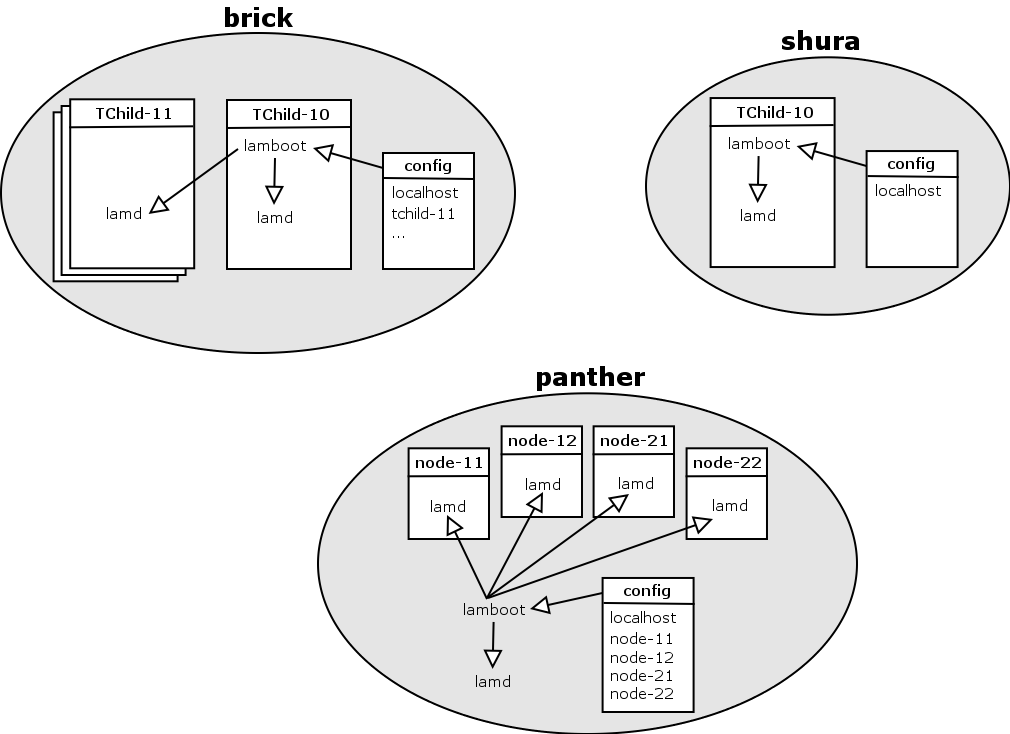 brick
TChild-11
lamd
TChild-10
lamboot
lamd
config
localhost
tchild-11
...
shura
TChild-10
lamboot
lamd
config
localhost
panther
node-11
lamd
node-12
lamd
node-21
lamd
node-22
lamd
lamboot
lamd
config
localhost
node-11
node-12
node-21
node-22